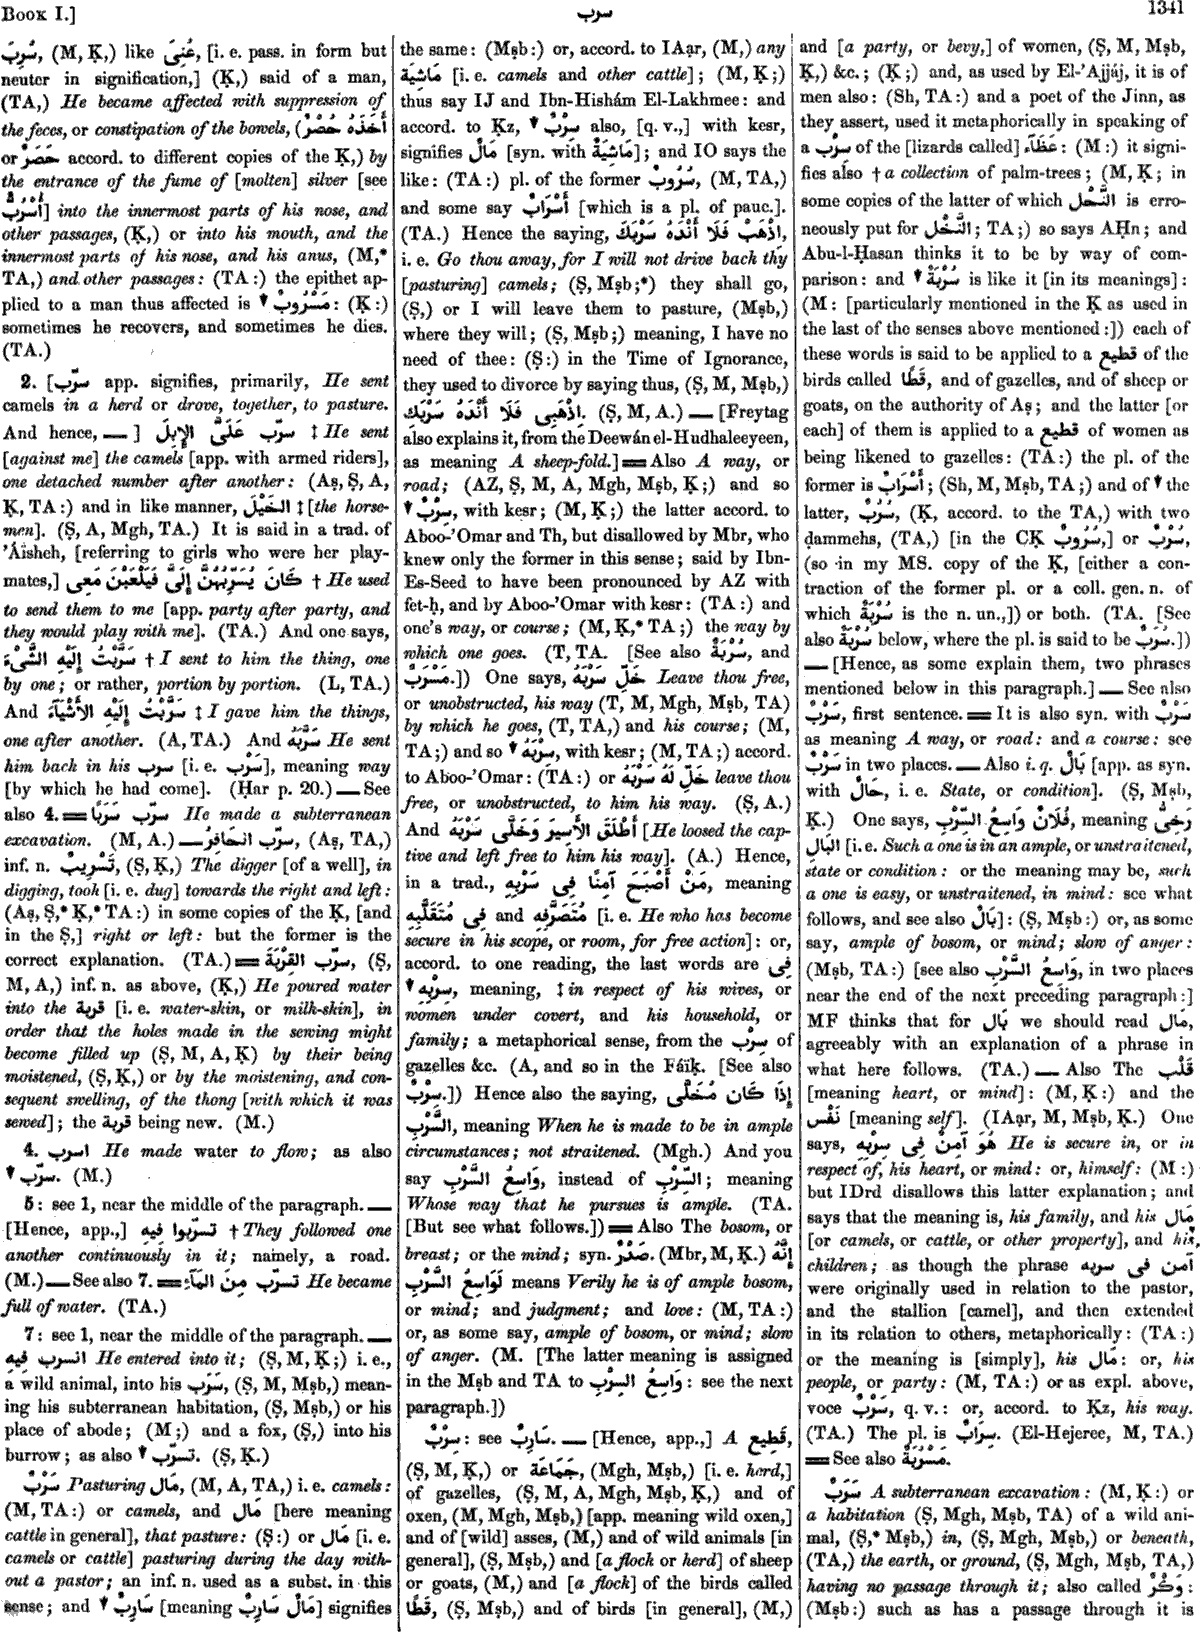 Book I.]
سرب
1341
سُرِبَ, (M, Ḳ,) like عُنِىَ, [i. e. pass. in form but
neuter in signification,] (Ḳ,) said of a man,
(TA,) He became affected with suppression of
the feces, or constipation of the bowels, (أَخَذَهُ حُصْرٌ
or حَصَرَ accord. to different copies of the Ḳ,) by
the entrance of the fume of [molten] silver [see
أُسْرُبٌ] into the innermost parts of his nose, and
other passages, (Ḳ,) or into his mouth, and the
innermost parts of his nose, and his anus, (M,*
TA,) and other passages: (TA:) the epithet ap-
plied to a man thus affected is ▼ مَسْرُوبٌ: (Ḳ:)
sometimes he recovers, and sometimes he dies.
(TA.)
2. [سرّب app. signifies, primarily, He sent
camels in a herd or drove, together, to pasture.
And hence, — ] سرّب عَلَىَّ الإِبِلَ ‡ He sent
[against me] the camels [app. with armed riders],
one detached number after another: (Aṣ, Ṣ, A,
Ḳ, TA:) and in like manner, الخَيْلَ ‡ [the horse-
men]. (Ṣ, A, Mgh, TA.) It is said in a trad. of
'Áïsheh, [referring to girls who were her play-
mates,] كَانَ يُسَرِّبُهُنَّ إِلَىَّ فَيَلْعَبْنَ مَعِى † He used
to send them to me [app. party after party, and
they would play with me]. (TA.) And one says,
سَرَّبْتُ إِلَيْهِ الشَّىْءَ † I sent to him the thing, one
by one; or rather, portion by portion. (L, TA.)
And سَرَّبْتُ إِلَيْهِ الأَشْيَآءَ ‡ I gave him the things,
one after another. (A, TA.) And سَرَّبَهُ He sent
him back in his سرب [i. e. سَرْب], meaning way
[by which he had come]. (Ḥar p. 20.) — See
also 4. = سرّب سَرَبًا He made a subterranean
excavation. (M, A.) — سرّب الحَافِرُ, (Aṣ, TA,)
inf. n. تَسْرِيبٌ, (Ṣ, Ḳ,) The digger [of a well], in
digging, took [i. e. dug] towards the right and left:
(Aṣ, Ṣ,* Ḳ,* TA:) in some copies of the Ḳ, [and
in the Ṣ,] right or left: but the former is the
correct explanation. (TA.) = سرّب القِرْبَةَ, (Ṣ,
M, A,) inf. n. as above, (Ḳ,) He poured water
into the قربة [i. e. water-skin, or milk-skin], in
order that the holes made in the sewing might
become filled up (Ṣ, M, A, Ḳ) by their being
moistened, (Ṣ, Ḳ,) or by the moistening, and con-
sequent swelling, of the thong [with which it was
sewed]; the قربة being new. (M.)
4. اسرب He made water to flow; as also
▼ سرّب. (M.)
5: see 1, near the middle of the paragraph. —
[Hence, app.,] تسرّبوا فيه † They followed one
another continuously in it; namely, a road.
(M.) — See also 7. = تسرّب مِنَ المَآءِ He became
full of water. (TA.)
7: see 1, near the middle of the paragraph. —
انسرب فيه He entered into it; (Ṣ, M, Ḳ;) i. e.,
a wild animal, into his سَرَب, (Ṣ, M, Mṣb,) mean-
ing his subterranean habitation, (Ṣ, Mṣb,) or his
place of abode; (M;) and a fox, (Ṣ,) into his
burrow; as also ▼ تسرّب. (Ṣ, Ḳ.)
سَرْبٌ Pasturing مَال, (M, A, TA,) i. e. camels:
(M, TA:) or camels, and مَال [here meaning
cattle in general], that pasture: (Ṣ:) or مَال [i. e.
camels or cattle] pasturing during the day with-
out a pastor; an inf. n. used as a subst. in this
sense; and ▼ سَارِبٌ [meaning مَالٌ سَارِبٌ] signifies
the same: (Mṣb:) or, accord. to IAạr, (M,) any
مَاشِيَة [i. e. camels and other cattle]; (M, Ḳ;)
thus say IJ and Ibn-Hishám El-Lakhmee: and
accord. to Ḳz, ▼ سِرْبٌ also, [q. v.,] with kesr,
signifies مَالٌ [syn. with مَاشِيَةٌ]; and IO says the
like: (TA:) pl. of the former سُرُوبٌ, (M, TA,)
and some say أَسْرَابٌ [which is a pl. of pauc.].
(TA.) Hence the saying, اِذْهَبْ فَلَا أَنْدَهُ سَرْبَكَ,
i. e. Go thou away, for I will not drive back thy
[pasturing] camels; (Ṣ, Mṣb;*) they shall go,
(Ṣ,) or I will leave them to pasture, (Mṣb,)
where they will; (Ṣ, Mṣb;) meaning, I have no
need of thee: (Ṣ:) in the Time of Ignorance,
they used to divorce by saying thus, (Ṣ, M, Mṣb,)
اِذْهَبِى فَلَا أَنْدَهُ سَرْبَكِ. (Ṣ, M, A.) — [Freytag
also explains it, from the Deewán el-Hudhaleeyeen,
as meaning A sheep-fold.] = Also A way, or
road; (AZ, Ṣ, M, A, Mgh, Mṣb, Ḳ;) and so
▼ سِرْبٌ, with kesr; (M, Ḳ;) the latter accord. to
Aboo-'Omar and Th, but disallowed by Mbr, who
knew only the former in this sense; said by Ibn-
Es-Seed to have been pronounced by AZ with
fet-ḥ, and by Aboo-'Omar with kesr: (TA:) and
one's way, or course; (M, Ḳ,* TA;) the way by
which one goes. (T, TA. [See also سُرْبَةٌ, and
مَسْرَبٌ.]) One says, خَلِّ سَرْبَهُ Leave thou free,
or unobstructed, his way (T, M, Mgh, Mṣb, TA)
by which he goes, (T, TA,) and his course; (M,
TA;) and so ▼ سِرْبَهُ, with kesr; (M, TA;) accord.
to Aboo-'Omar: (TA:) or خَلِّ لَهُ سَرْبَهُ leave thou
free, or unobstructed, to him his way. (Ṣ, A.)
And أَطْلَقَ الأَسِيرَ وَخَلَّى سَرْبَهُ [He loosed the cap-
tive and left free to him his way]. (A.) Hence,
in a trad., مَنْ أَصْبَحَ آمِنًا فِى سَرْبِهِ, meaning
فِى مُتَقَلَّبِهِ and مُتَصَرَّفِهِ [i. e. He who has become
secure in his scope, or room, for free action]: or,
accord. to one reading, the last words are فِى
▼ سِرْبِهِ, meaning, ‡ in respect of his wives, or
women under covert, and his household, or
family; a metaphorical sense, from the سِرْب of
gazelles &c. (A, and so in the Fáïḳ. [See also
سِرْبٌ.]) Hence also the saying, إِذَا كَانَ مُخَلَّى
السَّرْبِ, meaning When he is made to be in ample
circumstances; not straitened. (Mgh.) And you
say وَاسِعُ السَّرْبِ, instead of السِّرْبِ; meaning
Whose way that he pursues is ample. (TA.
[But see what follows.]) = Also The bosom, or
breast; or the mind; syn. صَدْرٌ. (Mbr, M, Ḳ.) إِنَّهُ
لَوَاسِعُ السَّرْبِ means Verily he is of ample bosom,
or mind; and judgment; and love: (M, TA:)
or, as some say, ample of bosom, or mind; slow
of anger. (M. [The latter meaning is assigned
in the Mṣb and TA to وَاسِعُ السِّرْبِ: see the next
paragraph.])
سِرْبٌ: see سَارِبٌ. — [Hence, app.,] A قَطِيع,
(Ṣ, M, Ḳ,) or جَمَاعَة, (Mgh, Mṣb,) [i. e. herd,]
of gazelles, (Ṣ, M, A, Mgh, Mṣb, Ḳ,) and of
oxen, (M, Mgh, Mṣb,) [app. meaning wild oxen,]
and of [wild] asses, (M,) and of wild animals [in
general], (Ṣ, Mṣb,) and [a flock or herd] of sheep
or goats, (M,) and [a flock] of the birds called
قَطًا, (Ṣ, Mṣb,) and of birds [in general], (M,)
and [a party, or bevy,] of women, (Ṣ, M, Mṣb,
Ḳ,) &c.; (Ḳ;) and, as used by El-'Ajjáj, it is of
men also: (Sh, TA:) and a poet of the Jinn, as
they assert, used it metaphorically in speaking of
a سِرْب of the [lizards called] عَظَآء: (M:) it signi-
fies also † a collection of palm-trees; (M, Ḳ; in
some copies of the latter of which النَّحْل is erro-
neously put for النَّخْل; TA;) so says AḤn; and
Abu-l-Ḥasan thinks it to be by way of com-
parison: and ▼ سُرْبَةٌ is like it [in its meanings]:
(M: [particularly mentioned in the Ḳ as used in
the last of the senses above mentioned:]) each of
these words is said to be applied to a قطيع of the
birds called قَطًا, and of gazelles, and of sheep or
goats, on the authority of Aṣ; and the latter [or
each] of them is applied to a قطيع of women as
being likened to gazelles: (TA:) the pl. of the
former is أَسْرَابٌ; (Sh, M, Mṣb, TA;) and of ▼ the
latter, سُرُبٌ, (Ḳ, accord. to the TA,) with two
ḍammehs, (TA,) [in the CḲ سُرُوبٌ,] or سُرْبٌ,
(so in my MS. copy of the Ḳ, [either a con-
traction of the former pl. or a coll. gen. n. of
which سُرْبَةٌ is the n. un.,]) or both. (TA. [See
also سُرْبَةٌ below, where the pl. is said to be سُرَبٌ.])
— [Hence, as some explain them, two phrases
mentioned below in this paragraph.] — See also
سَرْبٌ, first sentence. = It is also syn. with سَرْبٌ
as meaning A way, or road: and a course: see
سَرْبٌ in two places. — Also i. q. بَالٌ [app. as syn.
with حَالٌ, i. e. State, or condition]. (Ṣ, Mṣb,
Ḳ.) One says, فُلَانٌ وَاسِعُ السِّرْبِ, meaning رَخِىُّ
البَالِ [i. e. Such a one is in an ample, or unstraitened,
state or condition: or the meaning may be, such
a one is easy, or unstraitened, in mind: see what
follows, and see also بَالٌ]: (Ṣ, Mṣb:) or, as some
say, ample of bosom, or mind; slow of anger:
(Mṣb, TA:) [see also وَاسِعُ السَّرْبِ, in two places
near the end of the next preceding paragraph:]
MF thinks that for بَال we should read مَال,
agreeably with an explanation of a phrase in
what here follows. (TA.) — Also The قَلْب
[meaning heart, or mind]: (M, Ḳ:) and the
نَفْس [meaning self]. (IAạr, M, Mṣb, Ḳ.) One
says, هُوَ آمِنٌ فِى سِرْبِهِ He is secure in, or in
respect of, his heart, or mind: or, himself: (M:)
but IDrd disallows this latter explanation; and
says that the meaning is, his family, and his مَال
[or camels, or cattle, or other property], and his
children; as though the phrase آمن فى سربه
were originally used in relation to the pastor,
and the stallion [camel], and then extended
in its relation to others, metaphorically: (TA:)
or the meaning is [simply], his مَال: or, his
people, or party: (M, TA:) or as expl. above,
voce سَرْبٌ, q. v.: or, accord. to Ḳz, his way.
(TA.) The pl. is سِرَابٌ. (El-Hejeree, M, TA.)
= See also مَسْرُبَةٌ.
سَرَبٌ A subterranean excavation: (M, Ḳ:) or
a habitation (Ṣ, Mgh, Mṣb, TA) of a wild ani-
mal, (Ṣ,* Mṣb,) in, (Ṣ, Mgh, Mṣb,) or beneath,
(TA,) the earth, or ground, (Ṣ, Mgh, Mṣb, TA,)
having no passage through it; also called وَكْرٌ:
(Mṣb:) such as has a passage through it is